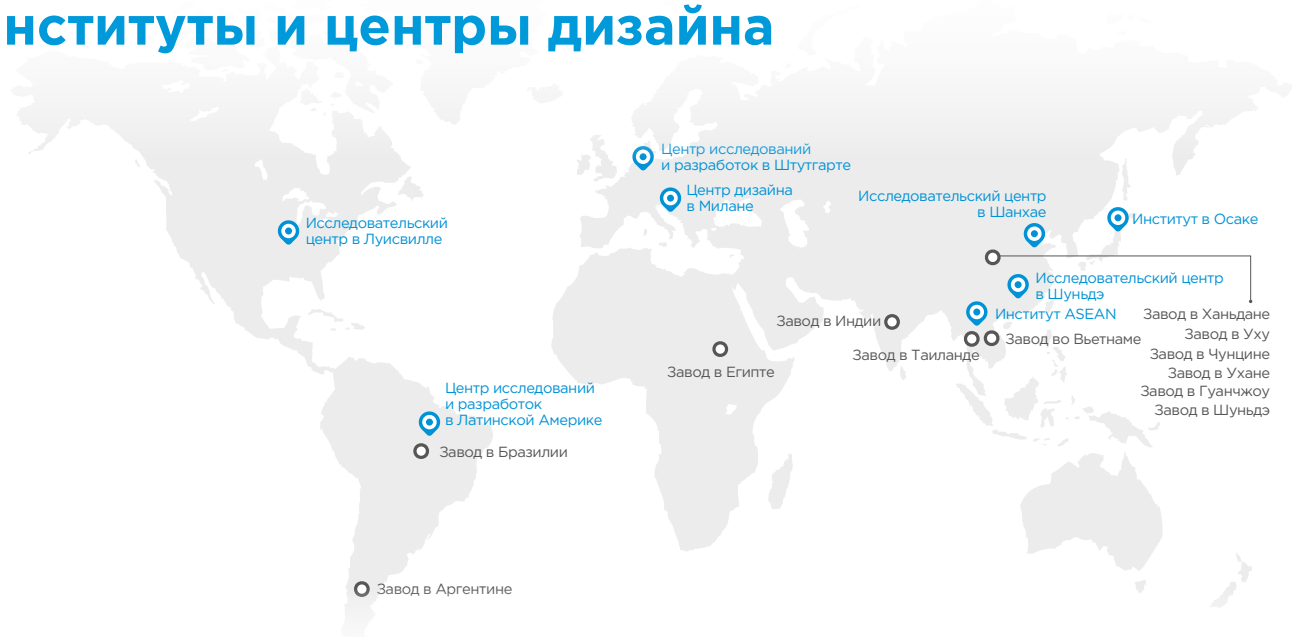 нституты и центры дизайна
Центр исследований
и разработок в Штутгарте
Центр дизайна
в Милане
Исследовательский центр
в Шанхае
Институт в Осаке
Исследовательский
центр в Луисвилле
Исследовательский центр
в Шуньдэ
Институт ASEAN
Завод в Индии
Завод во Вьетнаме
Завод в Таиланде
Завод в Египте
Завод в Ханьдане
Завод в Уху
Завод в Чунцине
Завод в Ухане
Завод в Гуанчжоу
Завод в Шуньдэ
Центр исследований
и разработок
в Латинской Америке
Завод в Бразилии
Завод в Аргентине